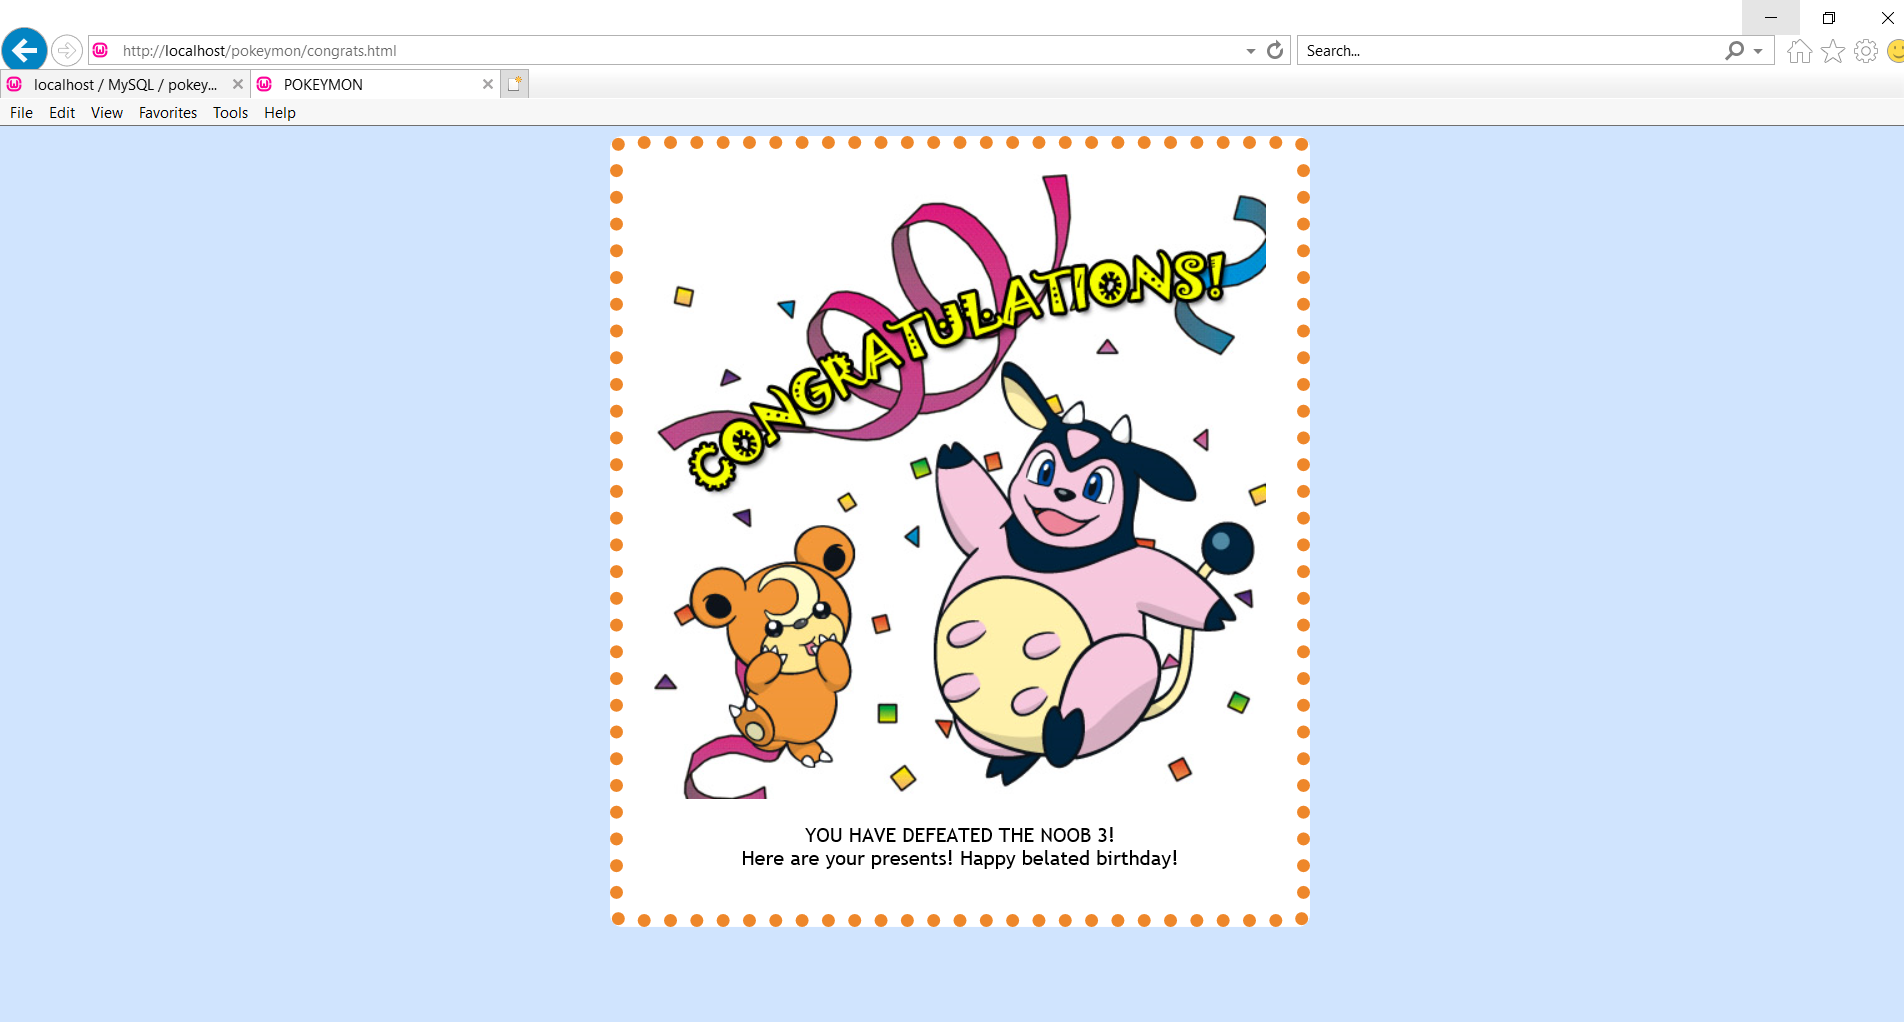 http://localhost/pokeymon/congrats.html
Search...
localhost / MySQL / pokey...
POKEYMON
File Edit View Favorites Tools Help
CONGRATULATIONS!
YOU HAVE DEFEATED THE NOOB 3!
Here are your presents! Happy belated birthday!